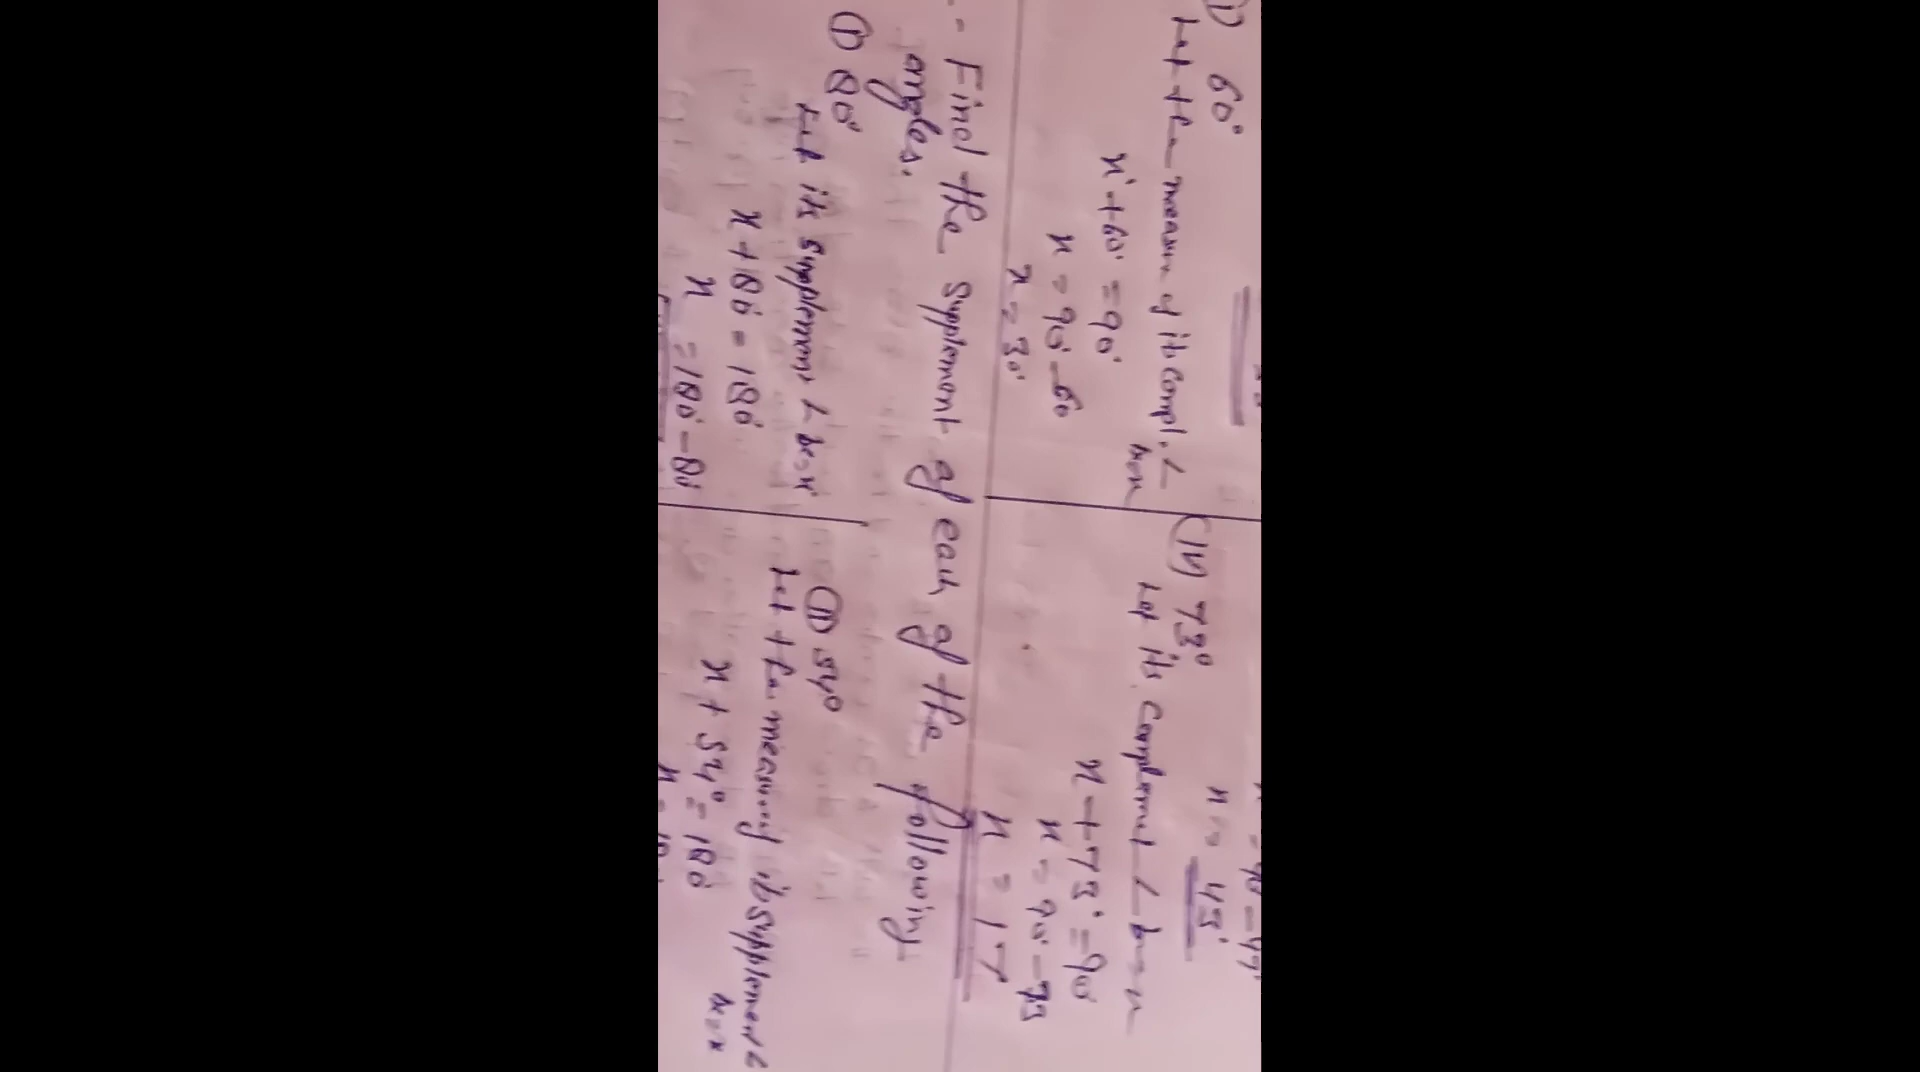 60°
Let the measure of its compl. ∠ be x
x° + 60° = 90°
x = 90° - 60
x = 30°
x = 43°
(IV) 73°
Let its complement ∠ be x
x + 73° = 90°
x = 90° - 73
x = 17
- Find the supplement of each of the following
angles.
(I) 80°
Let its supplement ∠ be x°
x + 80° = 180°
x = 180° - 80°
(II) 54°
Let the measure of its supplement ∠
be x
x + 54° = 180°